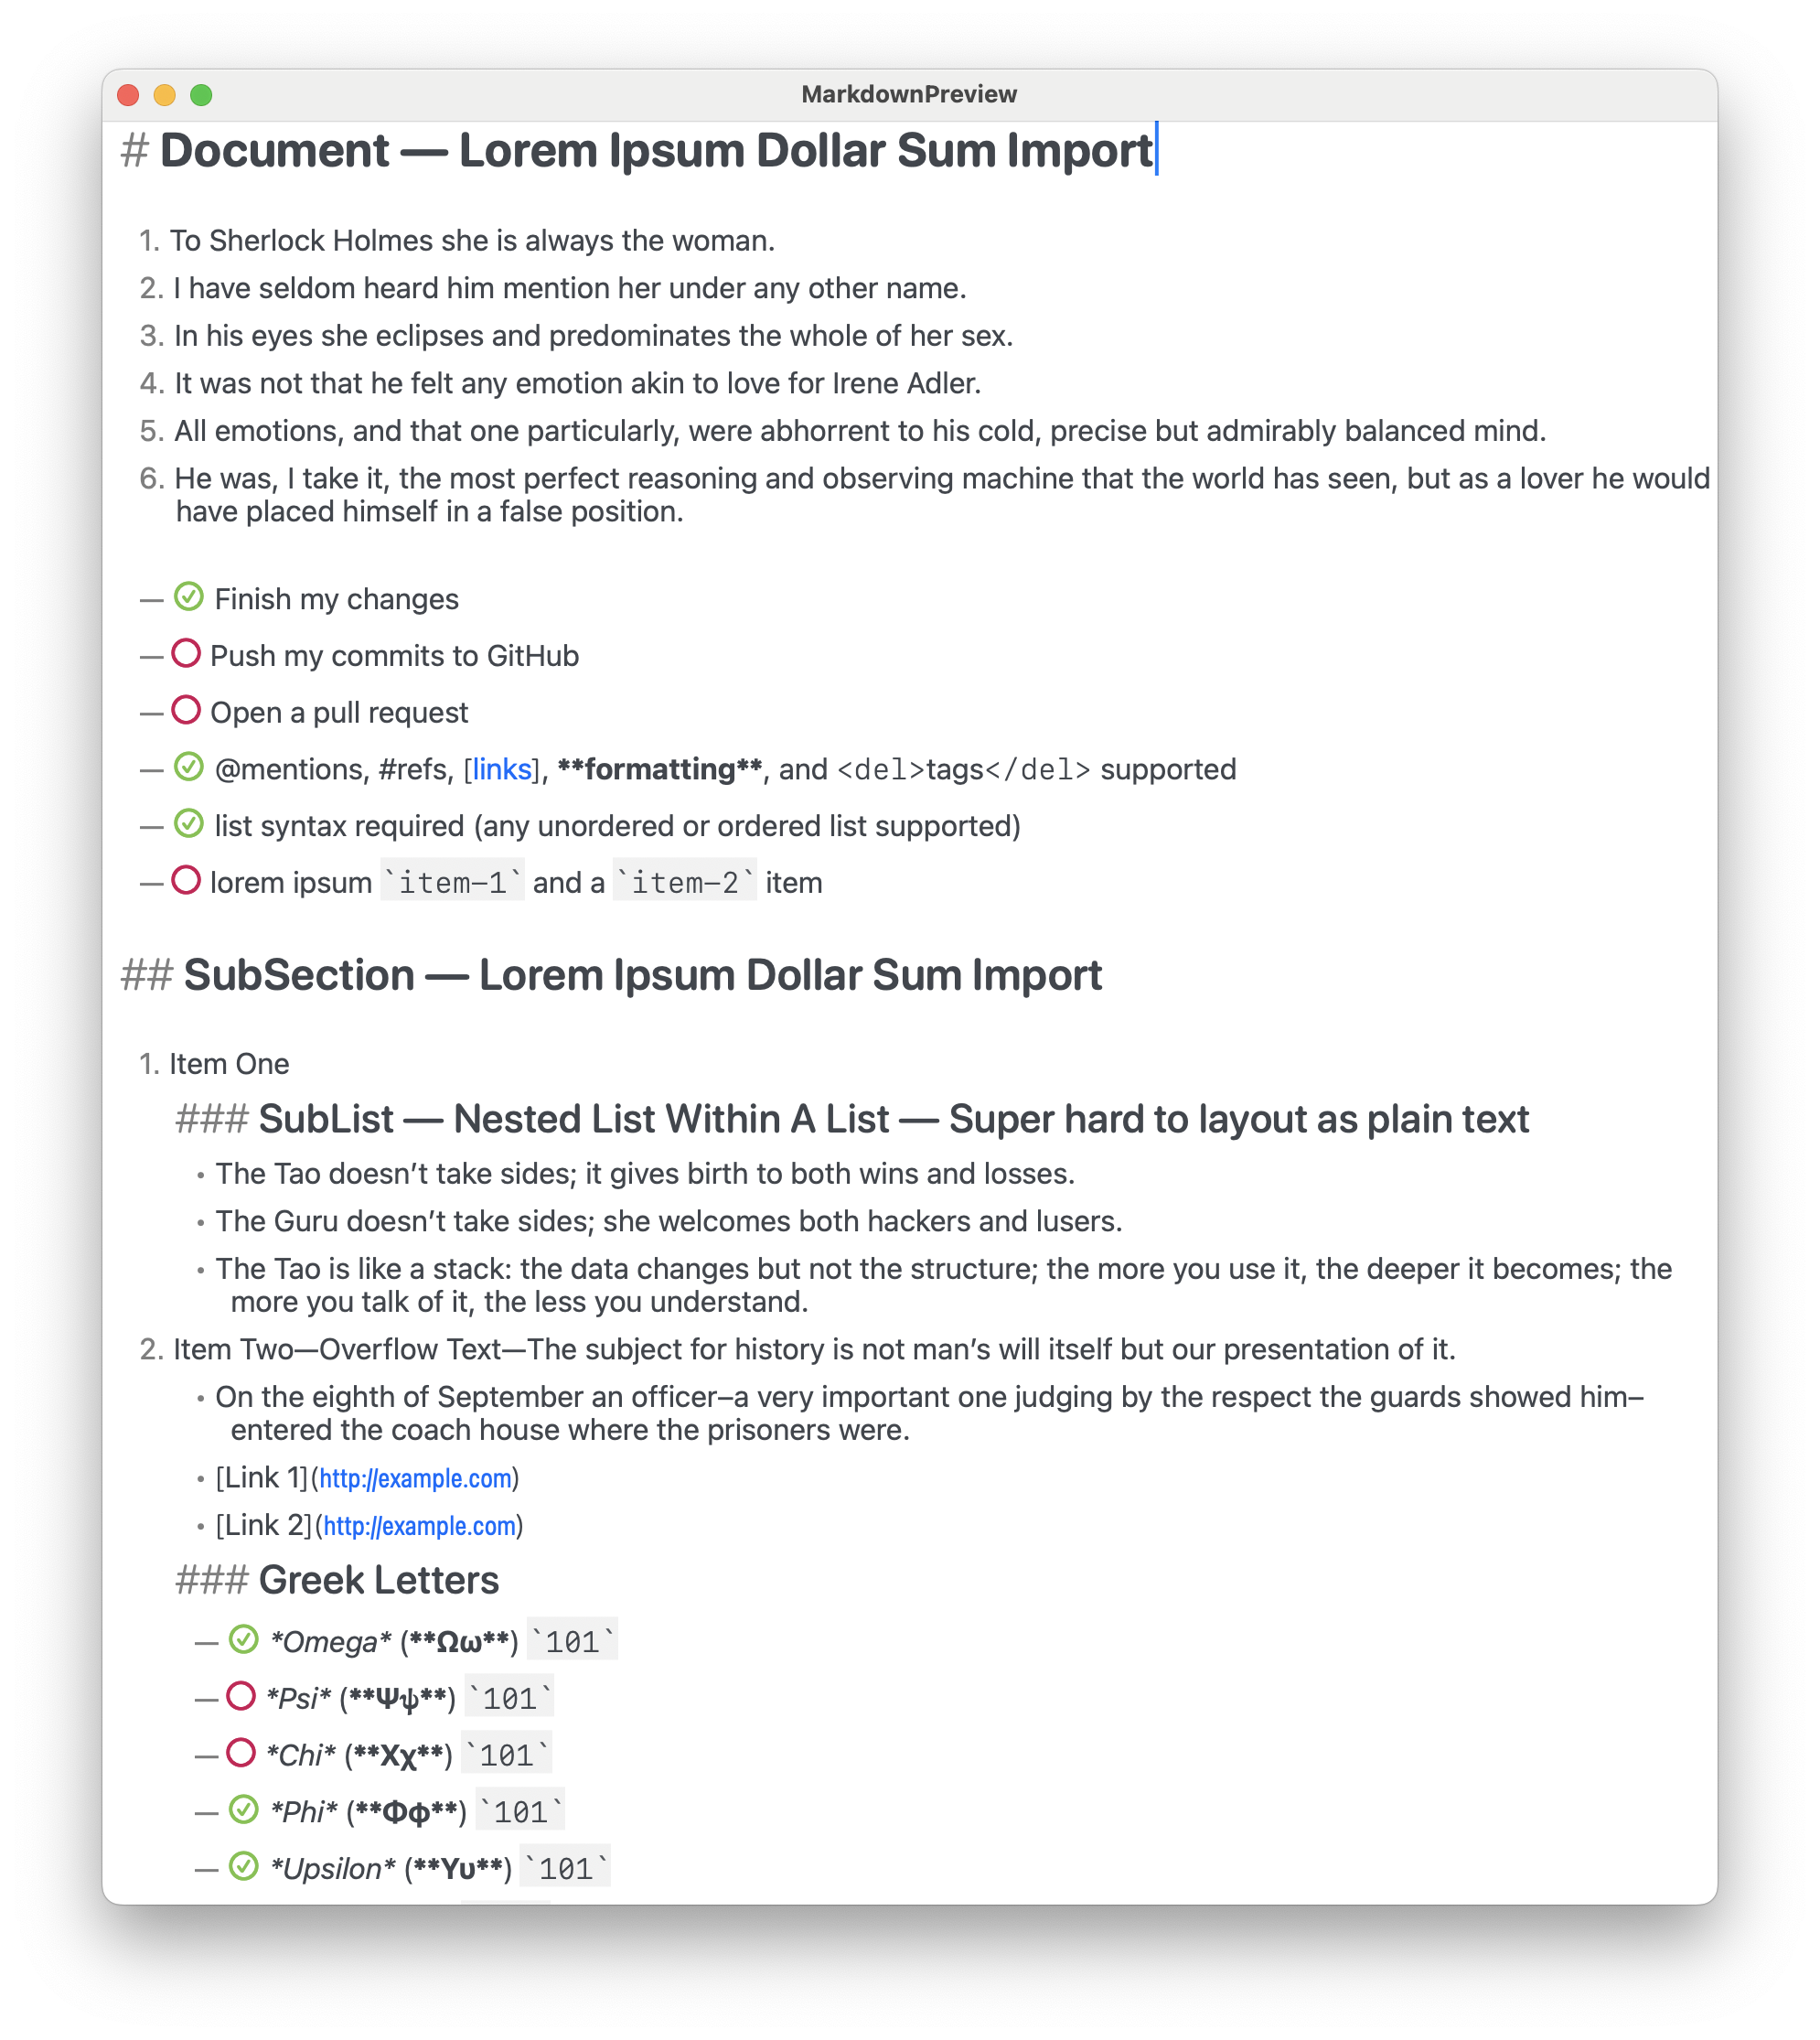 MarkdownPreview
# Document — Lorem Ipsum Dollar Sum Import
1. To Sherlock Holmes she is always the woman.
2. I have seldom heard him mention her under any other name.
3. In his eyes she eclipses and predominates the whole of her sex.
4. It was not that he felt any emotion akin to love for Irene Adler.
5. All emotions, and that one particularly, were abhorrent to his cold, precise but admirably balanced mind.
6. He was, I take it, the most perfect reasoning and observing machine that the world has seen, but as a lover he would
have placed himself in a false position.
— Finish my changes
— Push my commits to GitHub
— Open a pull request
— @mentions, #refs, [links], **formatting**, and <del>tags</del> supported
— list syntax required (any unordered or ordered list supported)
— lorem ipsum `item-1` and a `item-2` item
## SubSection — Lorem Ipsum Dollar Sum Import
1. Item One
### SubList — Nested List Within A List — Super hard to layout as plain text
• The Tao doesn’t take sides; it gives birth to both wins and losses.
• The Guru doesn’t take sides; she welcomes both hackers and lusers.
• The Tao is like a stack: the data changes but not the structure; the more you use it, the deeper it becomes; the
more you talk of it, the less you understand.
2. Item Two—Overflow Text—The subject for history is not man’s will itself but our presentation of it.
• On the eighth of September an officer–a very important one judging by the respect the guards showed him–
entered the coach house where the prisoners were.
• [Link 1](http://example.com)
• [Link 2](http://example.com)
### Greek Letters
— *Omega* (**Ωω**) `101`
— *Psi* (**Ψψ**) `101`
— *Chi* (**Χχ**) `101`
— *Phi* (**Φφ**) `101`
— *Upsilon* (**Υυ**) `101`